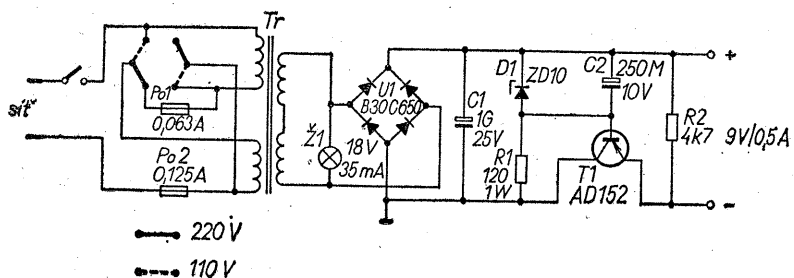 Tr
síť
Po1
0,063A
Po2
0,125A
220V
110V
Ž1
18V
35mA
U1
B30C650
C1
1G
25V
D1
ZD10
R1
120
1W
C2
250M
10V
T1
AD152
R2
4k7
9V/0,5A
+
−